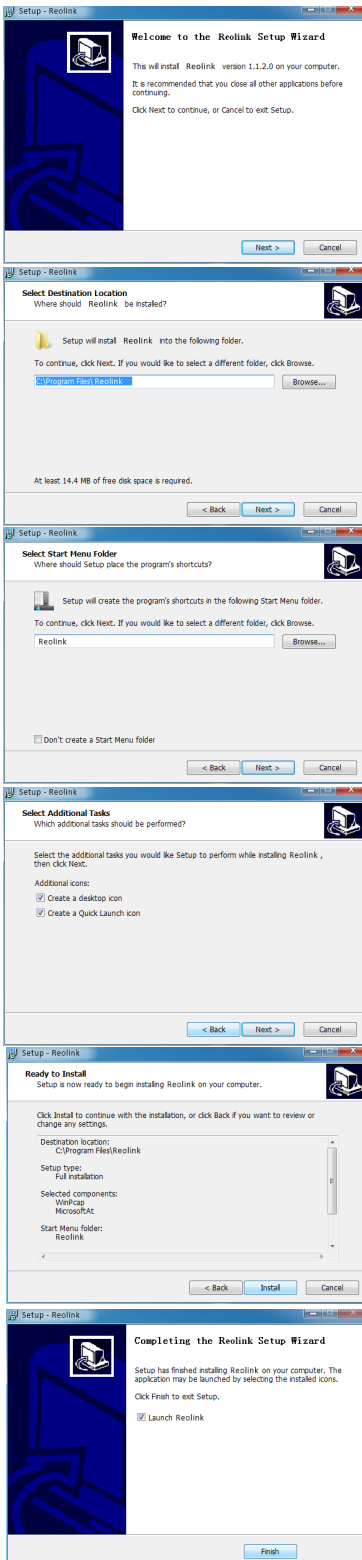 Setup - Reolink
Welcome to the Reolink Setup Wizard
This will install Reolink version 1.1.2.0 on your computer.
It is recommended that you close all other applications before
continuing.
Click Next to continue, or Cancel to exit Setup.
Next >
Cancel
Setup - Reolink
Select Destination Location
Where should Reolink be installed?
Setup will install Reolink into the following folder.
To continue, click Next. If you would like to select a different folder, click Browse.
C:\Program Files\Reolink
Browse...
At least 14.4 MB of free disk space is required.
< Back
Next >
Cancel
Setup - Reolink
Select Start Menu Folder
Where should Setup place the program's shortcuts?
Setup will create the program's shortcuts in the following Start Menu folder.
To continue, click Next. If you would like to select a different folder, click Browse.
Reolink
Browse...
Don't create a Start Menu folder
< Back
Next >
Cancel
Setup - Reolink
Select Additional Tasks
Which additional tasks should be performed?
Select the additional tasks you would like Setup to perform while installing Reolink ,
then click Next.
Additional icons:
Create a desktop icon
Create a Quick Launch icon
< Back
Next >
Cancel
Setup - Reolink
Ready to Install
Setup is now ready to begin installing Reolink on your computer.
Click Install to continue with the installation, or click Back if you want to review or
change any settings.
Destination location:
C:\Program Files\Reolink
Setup type:
Full installation
Selected components:
WinPcap
MicrosoftAt
Start Menu folder:
Reolink
< Back
Install
Cancel
Setup - Reolink
Completing the Reolink Setup Wizard
Setup has finished installing Reolink on your computer. The
application may be launched by selecting the installed icons.
Click Finish to exit Setup.
Launch Reolink
Finish